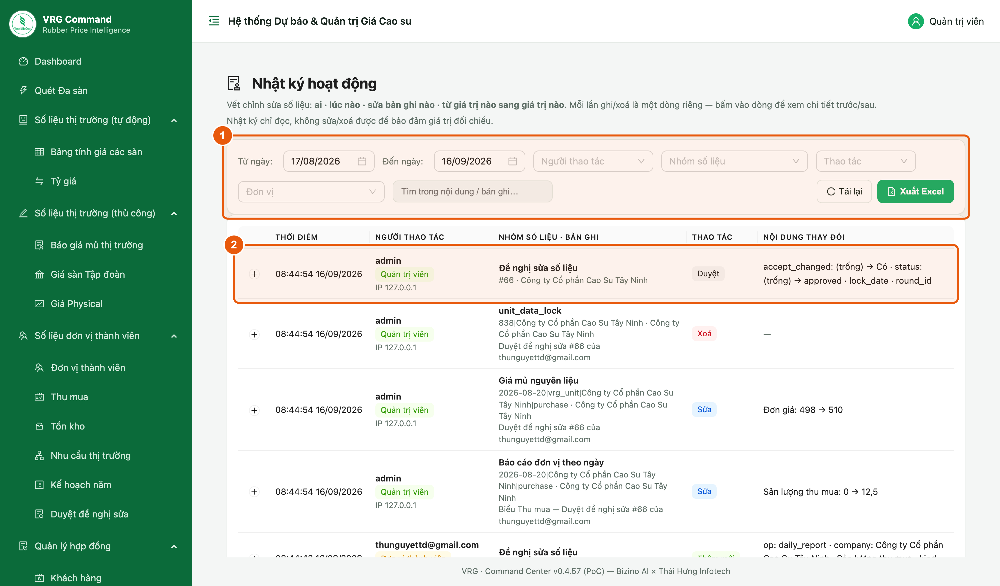 VRG Command
Rubber Price Intelligence
Dashboard
Quét Đa sàn
Số liệu thị trường (tự động)
Bảng tính giá các sàn
Tỷ giá
Số liệu thị trường (thủ công)
Báo giá mủ thị trường
Giá sàn Tập đoàn
Giá Physical
Số liệu đơn vị thành viên
Đơn vị thành viên
Thu mua
Tồn kho
Nhu cầu thị trường
Kế hoạch năm
Duyệt đề nghị sửa
Quản lý hợp đồng
Khách hàng
Hệ thống Dự báo & Quản trị Giá Cao su
Quản trị viên
Nhật ký hoạt động
Vết chỉnh sửa số liệu: ai · lúc nào · sửa bản ghi nào · từ giá trị nào sang giá trị nào. Mỗi lần ghi/xoá là một dòng riêng — bấm vào dòng để xem chi tiết trước/sau.
Nhật ký chỉ đọc, không sửa/xoá được để bảo đảm giá trị đối chiếu.
1
Từ ngày: 17/08/2026 Đến ngày: 16/09/2026 Người thao tác Nhóm số liệu Thao tác
Đơn vị Tìm trong nội dung / bản ghi... Tải lại Xuất Excel
THỜI ĐIỂM NGƯỜI THAO TÁC NHÓM SỐ LIỆU · BẢN GHI THAO TÁC NỘI DUNG THAY ĐỔI
2
08:44:54 16/09/2026
admin
Quản trị viên
IP 127.0.0.1
Đề nghị sửa số liệu
#66 · Công ty Cổ phần Cao Su Tây Ninh
Duyệt
accept_changed: (trống) → Có · status:
(trống) → approved · lock_date · round_id
08:44:54 16/09/2026
admin
Quản trị viên
IP 127.0.0.1
unit_data_lock
838|Công ty Cổ phần Cao Su Tây Ninh · Công ty
Cổ phần Cao Su Tây Ninh
Duyệt đề nghị sửa #66 của
thunguyettd@gmail.com
Xoá
—
08:44:54 16/09/2026
admin
Quản trị viên
IP 127.0.0.1
Giá mủ nguyên liệu
2026-08-20|vrg_unit|Công ty Cổ phần Cao Su
Tây Ninh|purchase · Công ty Cổ phần Cao Su
Tây Ninh
Duyệt đề nghị sửa #66 của
thunguyettd@gmail.com
Sửa
Đơn giá: 498 → 510
08:44:54 16/09/2026
admin
Quản trị viên
IP 127.0.0.1
Báo cáo đơn vị theo ngày
2026-08-20|Công ty Cổ phần Cao Su Tây
Ninh|purchase · Công ty Cổ phần Cao Su Tây
Ninh
Biểu Thu mua — Duyệt đề nghị sửa #66 của
thunguyettd@gmail.com
Sửa
Sản lượng thu mua: 0 → 12,5
thunguyettd@gmail.com
Đề nghị sửa số liệu
op: daily_report · company: Công ty Cổ phần
VRG · Command Center v0.4.57 (PoC) — Bizino AI × Thái Hưng Infotech